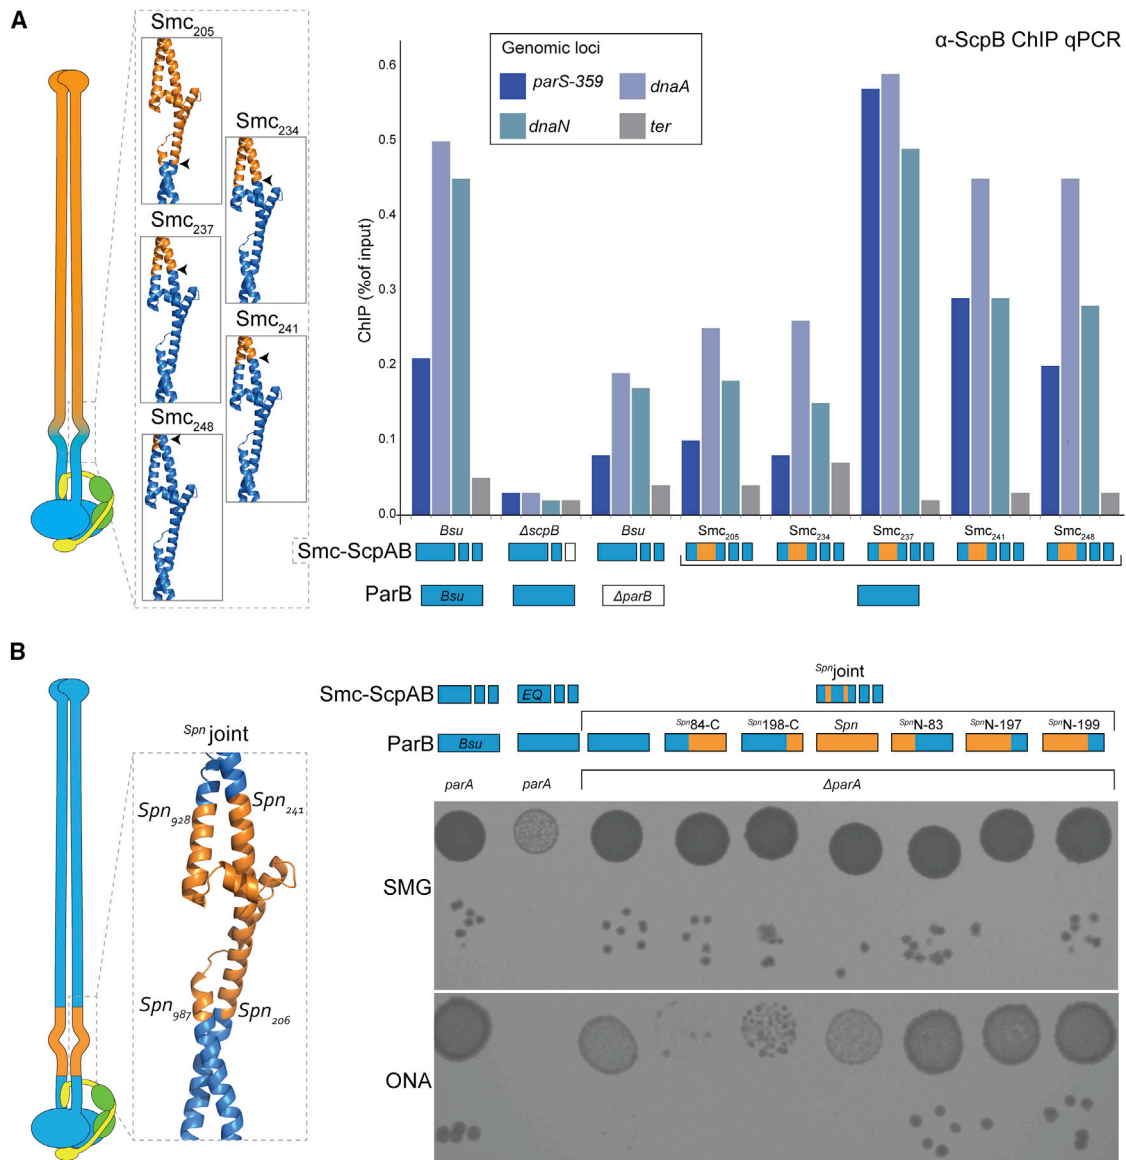 A
Smc205
Smc234
Smc237
Smc241
Smc248
α-ScpB ChIP qPCR
Genomic loci
parS-359
dnaA
dnaN
ter
ChIP (%of input)
0.6
0.5
0.4
0.3
0.2
0.1
0.0
Bsu
ΔscpB
Bsu
Smc205
Smc234
Smc237
Smc241
Smc248
Smc-ScpAB
ParB
Bsu
ΔparB
B
Spn joint
Spn928
Spn241
Spn987
Spn206
Spnjoint
Smc-ScpAB
EQ
Spn84-C
Spn198-C
Spn
SpnN-83
SpnN-197
SpnN-199
ParB
Bsu
parA
parA
ΔparA
SMG
ONA